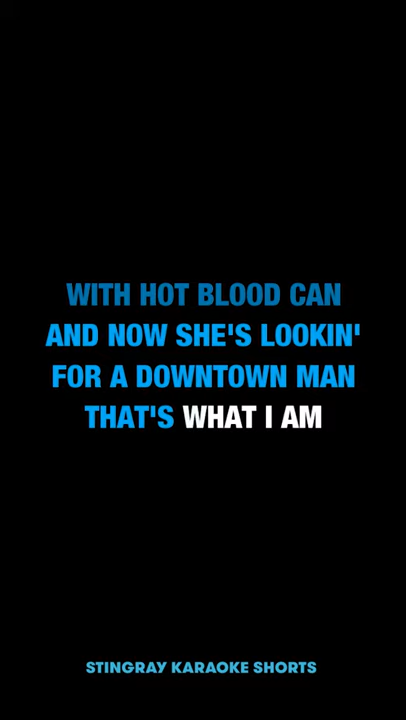 WITH HOT BLOOD CAN
AND NOW SHE'S LOOKIN'
FOR A DOWNTOWN MAN
THAT'S WHAT I AM
STINGRAY KARAOKE SHORTS